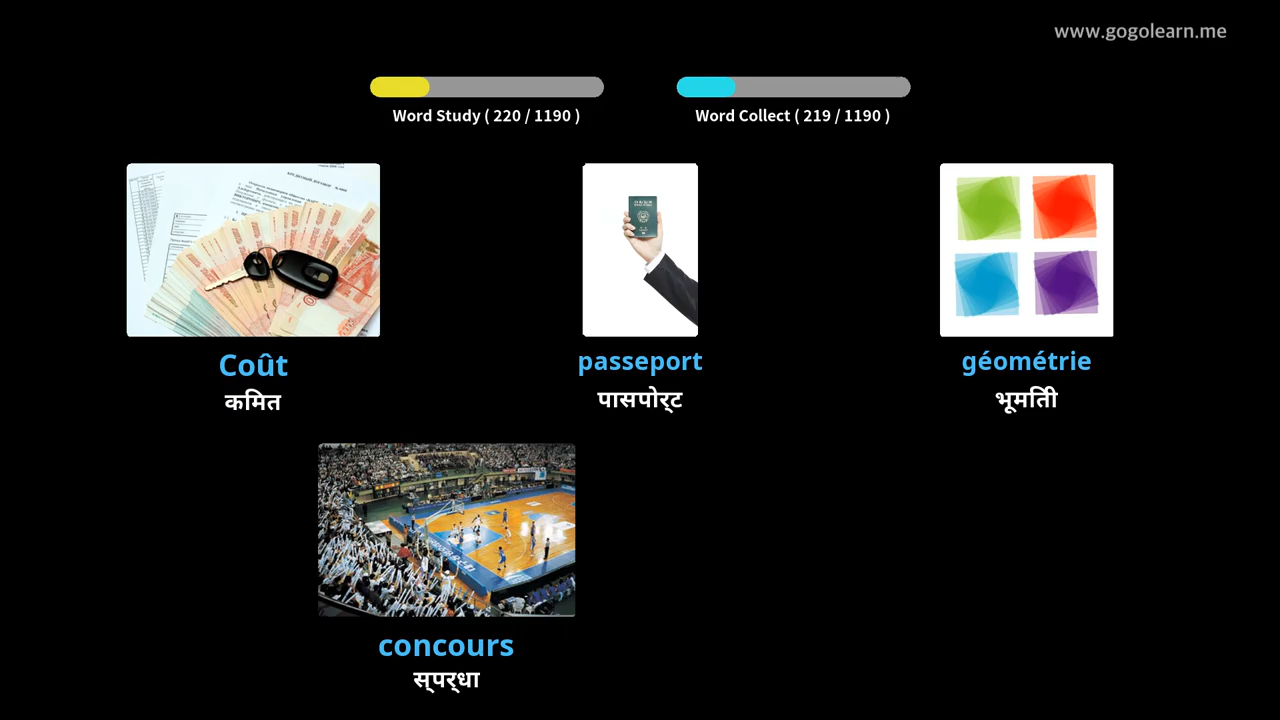 www.gogolearn.me
Word Study ( 220 / 1190 )
Word Collect ( 219 / 1190 )
Coût
कमित
passeport
पासपोर्ट
géométrie
भूमतिी
concours
स्पर्धा